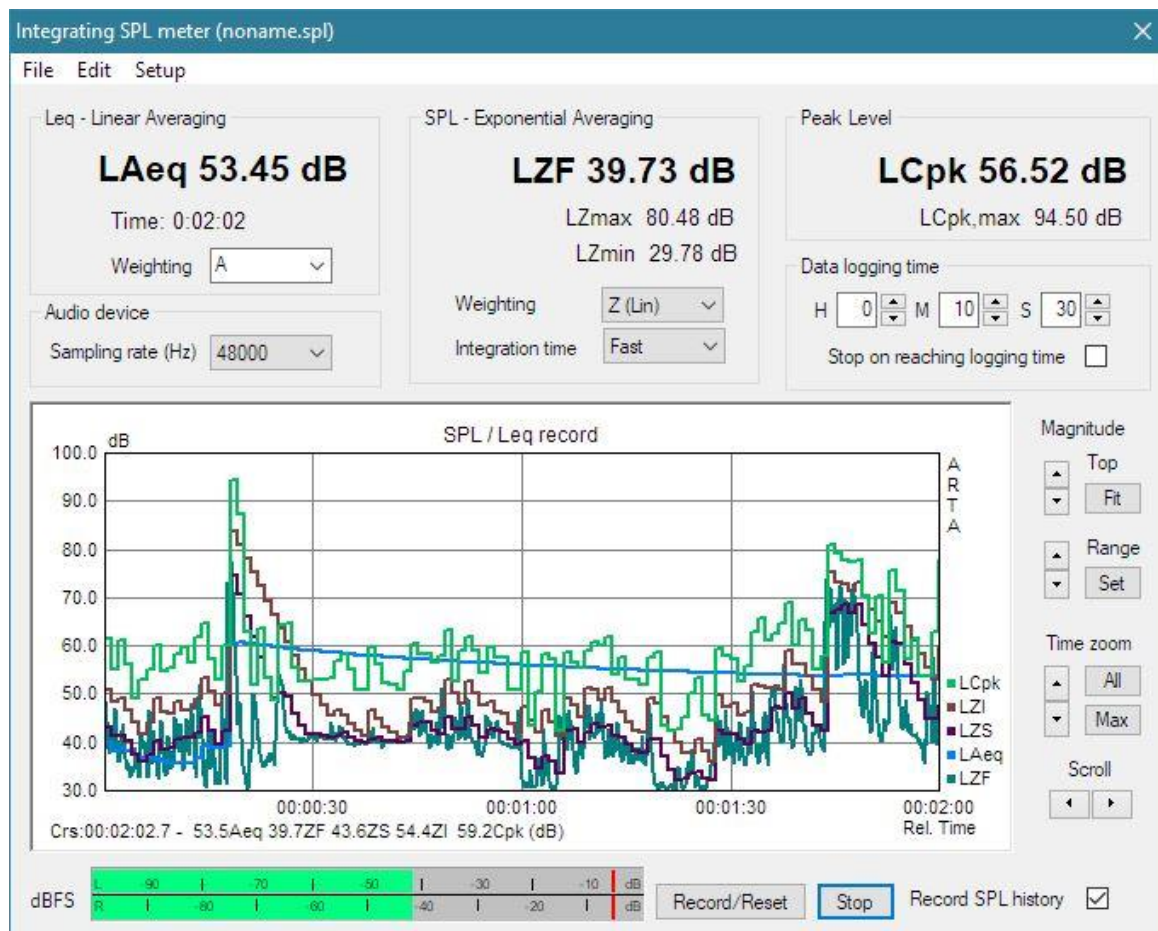 Integrating SPL meter (noname.spl)
File Edit Setup
Leq - Linear Averaging
LAeq 53.45 dB
Time: 0:02:02
Weighting A
Audio device
Sampling rate (Hz) 48000
SPL - Exponential Averaging
LZF 39.73 dB
LZmax 80.48 dB
LZmin 29.78 dB
Weighting Z (Lin)
Integration time Fast
Peak Level
LCpk 56.52 dB
LCpk,max 94.50 dB
Data logging time
H 0 M 10 S 30
Stop on reaching logging time
dB
SPL / Leq record
100.0
90.0
80.0
70.0
60.0
50.0
40.0
30.0
A
R
T
A
LCpk
LZI
LZS
LAeq
LZF
00:00:30 00:01:00 00:01:30 00:02:00
Rel. Time
Crs:00:02:02.7 - 53.5Aeq 39.7ZF 43.6ZS 54.4ZI 59.2Cpk (dB)
Magnitude
Top
Fit
Range
Set
Time zoom
All
Max
Scroll
dBFS
L -90 -70 -50 -30 -10 dB
R -80 -60 -40 -20 dB
Record/Reset
Stop
Record SPL history